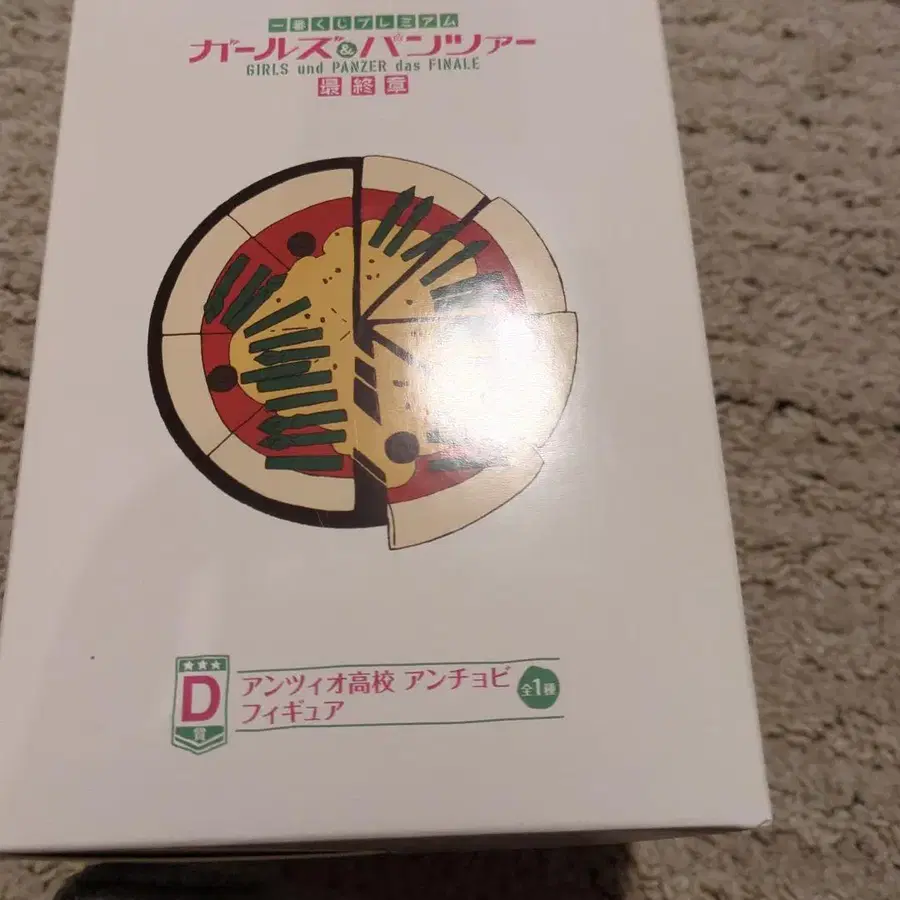 一番くじプレミアム
ガールズ&パンツァー
GIRLS und PANZER das FINALE
最終章
D賞
アンツィオ高校 アンチョビ
フィギュア
全1種